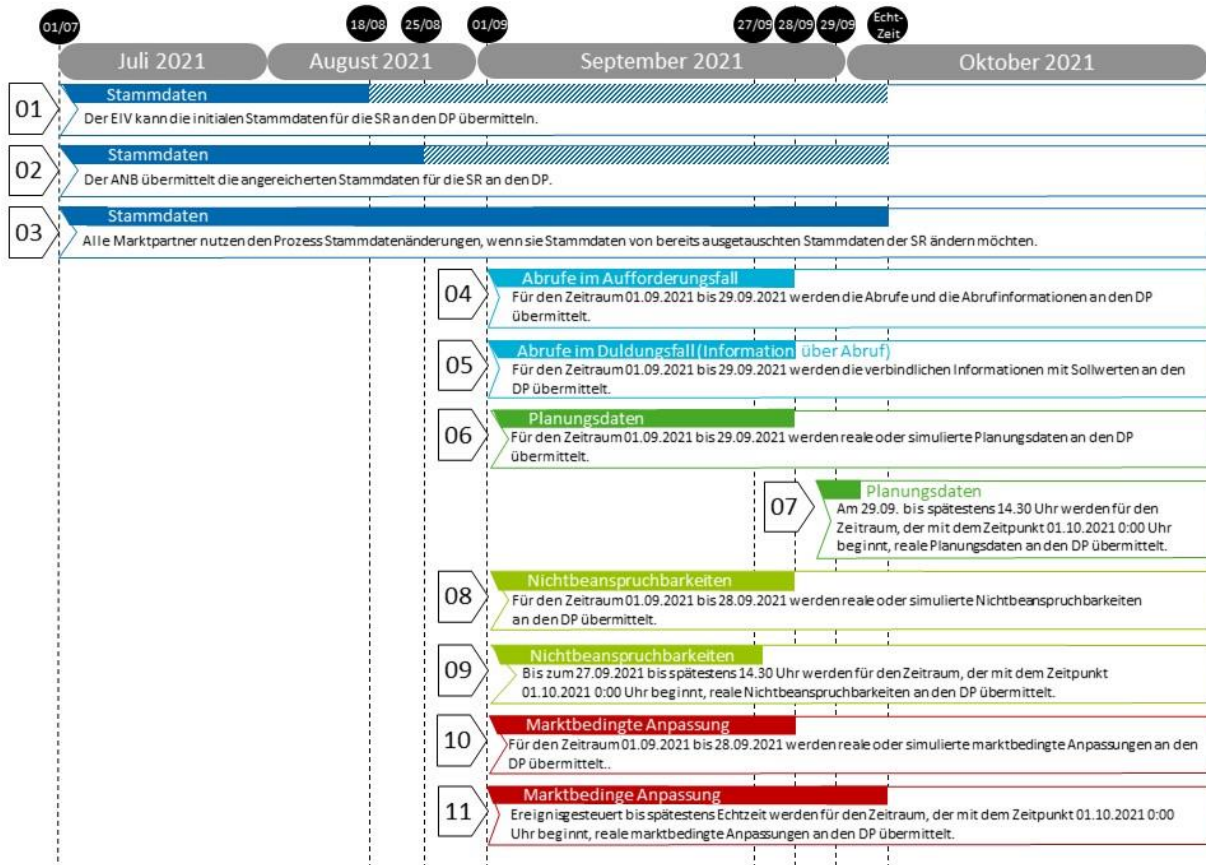 01/07
18/08
25/08
01/09
27/09
28/09
29/09
Echt-
Zeit
Juli 2021
August 2021
September 2021
Oktober 2021
01
Stammdaten
Der EIV kann die initialen Stammdaten für die SR an den DP übermitteln.
02
Stammdaten
Der ANB übermittelt die angereicherten Stammdaten für die SR an den DP.
03
Stammdaten
Alle Marktpartner nutzen den Prozess Stammdatenänderungen, wenn sie Stammdaten von bereits ausgetauschten Stammdaten der SR ändern möchten.
04
Abrufe im Aufforderungsfall
Für den Zeitraum 01.09.2021 bis 29.09.2021 werden die Abrufe und die Abrufinformationen an den DP
übermittelt.
05
Abrufe im Duldungsfall (Information über Abruf)
Für den Zeitraum 01.09.2021 bis 29.09.2021 werden die verbindlichen Informationen mit Sollwerten an den
DP übermittelt.
06
Planungsdaten
Für den Zeitraum 01.09.2021 bis 29.09.2021 werden reale oder simulierte Planungsdaten an den DP
übermittelt.
07
Planungsdaten
Am 29.09. bis spätestens 14.30 Uhr werden für den
Zeitraum, der mit dem Zeitpunkt 01.10.2021 0:00 Uhr
beginnt, reale Planungsdaten an den DP übermittelt.
08
Nichtbeanspruchbarkeiten
Für den Zeitraum 01.09.2021 bis 28.09.2021 werden reale oder simulierte Nichtbeanspruchbarkeiten
an den DP übermittelt.
09
Nichtbeanspruchbarkeiten
Bis zum 27.09.2021 bis spätestens 14.30 Uhr werden für den Zeitraum, der mit dem Zeitpunkt
01.10.2021 0:00 Uhr beginnt, reale Nichtbeanspruchbarkeiten an den DP übermittelt.
10
Marktbedingte Anpassung
Für den Zeitraum 01.09.2021 bis 28.09.2021 werden reale oder simulierte marktbedingte Anpassungen an den
DP übermittelt..
11
Marktbedinge Anpassung
Ereignisgesteuert bis spätestens Echtzeit werden für den Zeitraum, der mit dem Zeitpunkt 01.10.2021 0:00
Uhr beginnt, reale marktbedingte Anpassungen an den DP übermittelt.